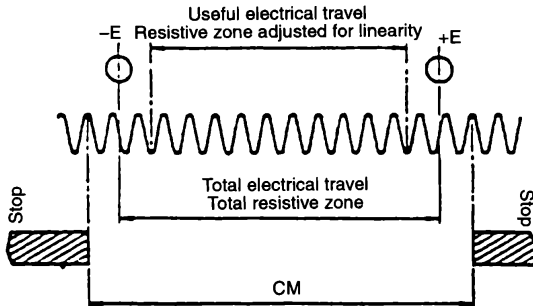 Useful electrical travel
Resistive zone adjusted for linearity
–E
+E
Total electrical travel
Total resistive zone
Stop
Stop
CM